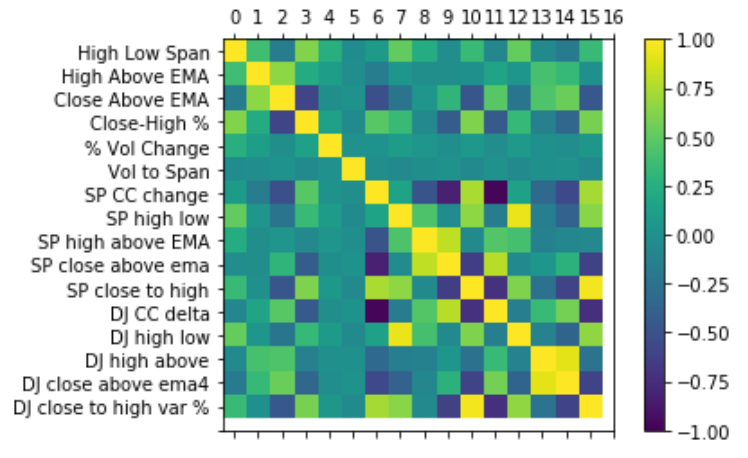 0 1 2 3 4 5 6 7 8 9 10 11 12 13 14 15 16
High Low Span
High Above EMA
Close Above EMA
Close-High %
% Vol Change
Vol to Span
SP CC change
SP high low
SP high above EMA
SP close above ema
SP close to high
DJ CC delta
DJ high low
DJ high above
DJ close above ema4
DJ close to high var %
1.00
0.75
0.50
0.25
0.00
−0.25
−0.50
−0.75
−1.00